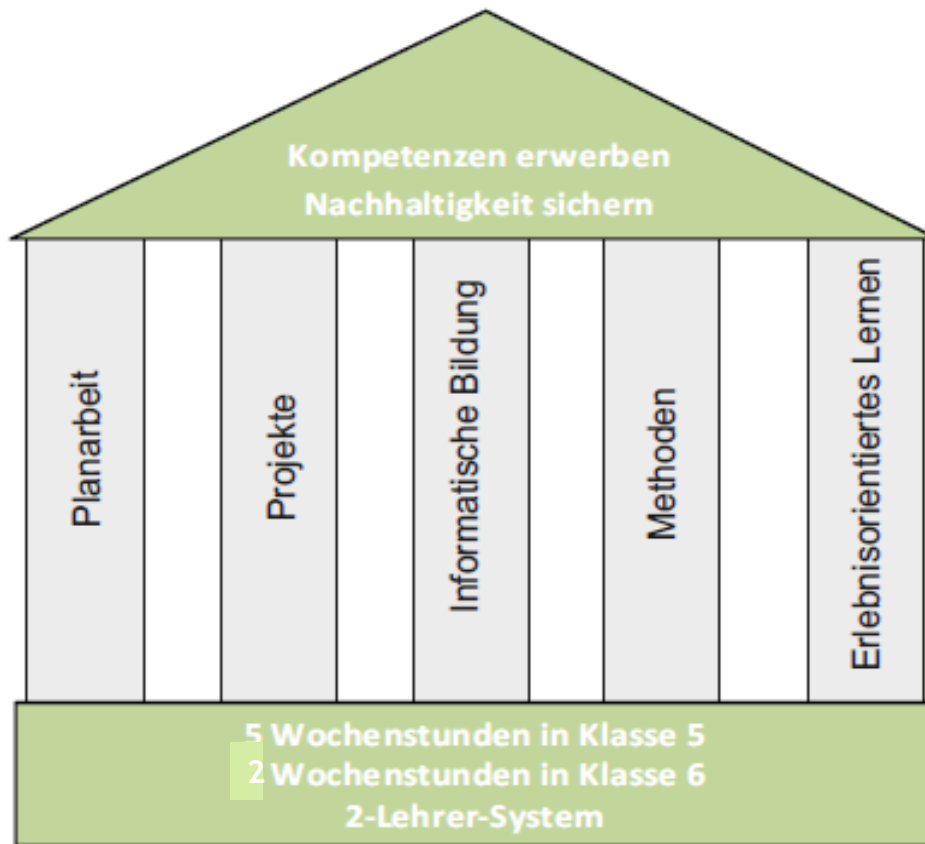 Kompetenzen erwerben
Nachhaltigkeit sichern
Planarbeit
Projekte
Informatische Bildung
Methoden
Erlebnisorientiertes Lernen
5 Wochenstunden in Klasse 5
2 Wochenstunden in Klasse 6
2-Lehrer-System